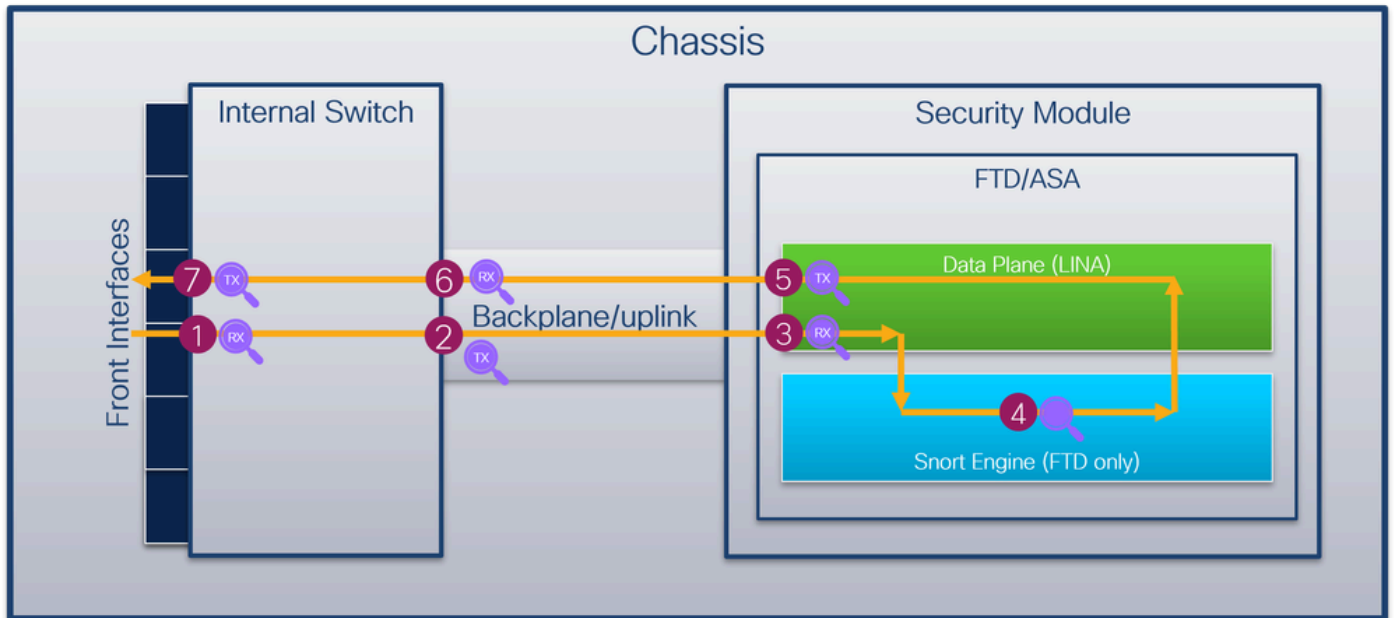 Chassis
Internal Switch
Security Module
FTD/ASA
Front Interfaces
7 TX
6 RX
5 TX
Data Plane (LINA)
Backplane/uplink
1 RX
2 TX
3 RX
4
Snort Engine (FTD only)